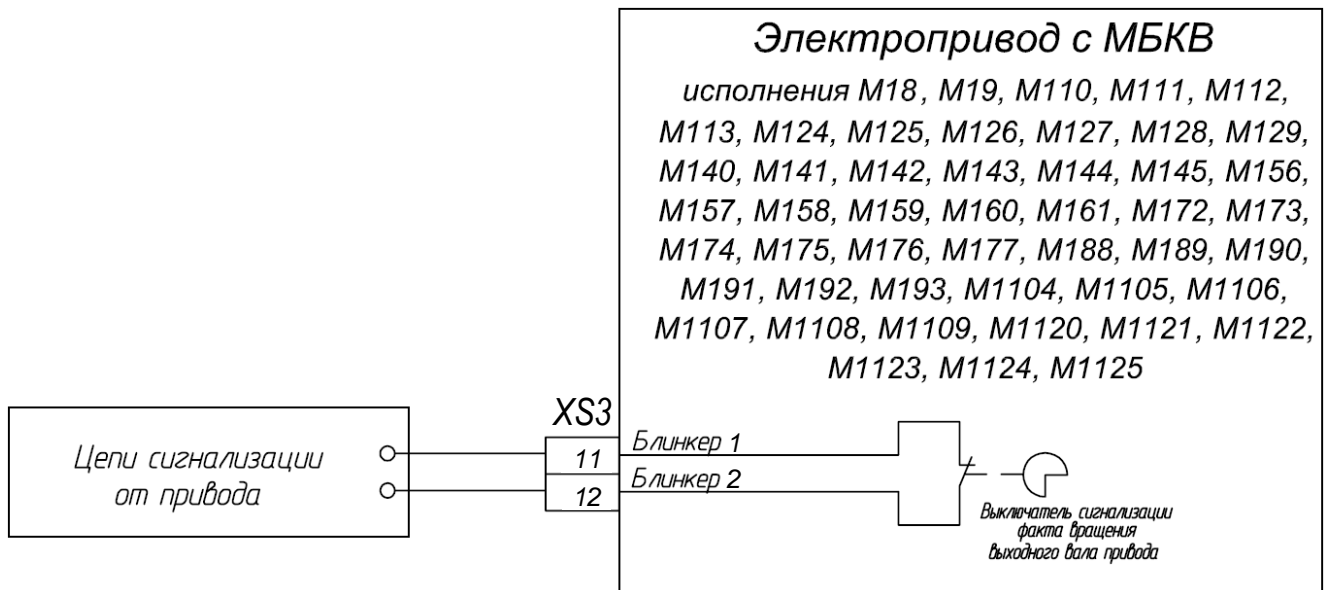 Электропривод с МБКВ
исполнения М18, М19, М110, М111, М112,
М113, М124, М125, М126, М127, М128, М129,
М140, М141, М142, М143, М144, М145, М156,
М157, М158, М159, М160, М161, М172, М173,
М174, М175, М176, М177, М188, М189, М190,
М191, М192, М193, М1104, М1105, М1106,
М1107, М1108, М1109, М1120, М1121, М1122,
М1123, М1124, М1125
Цепи сигнализации
от привода
XS3
11
12
Блинкер 1
Блинкер 2
Выключатель сигнализации
факта вращения
выходного вала привода